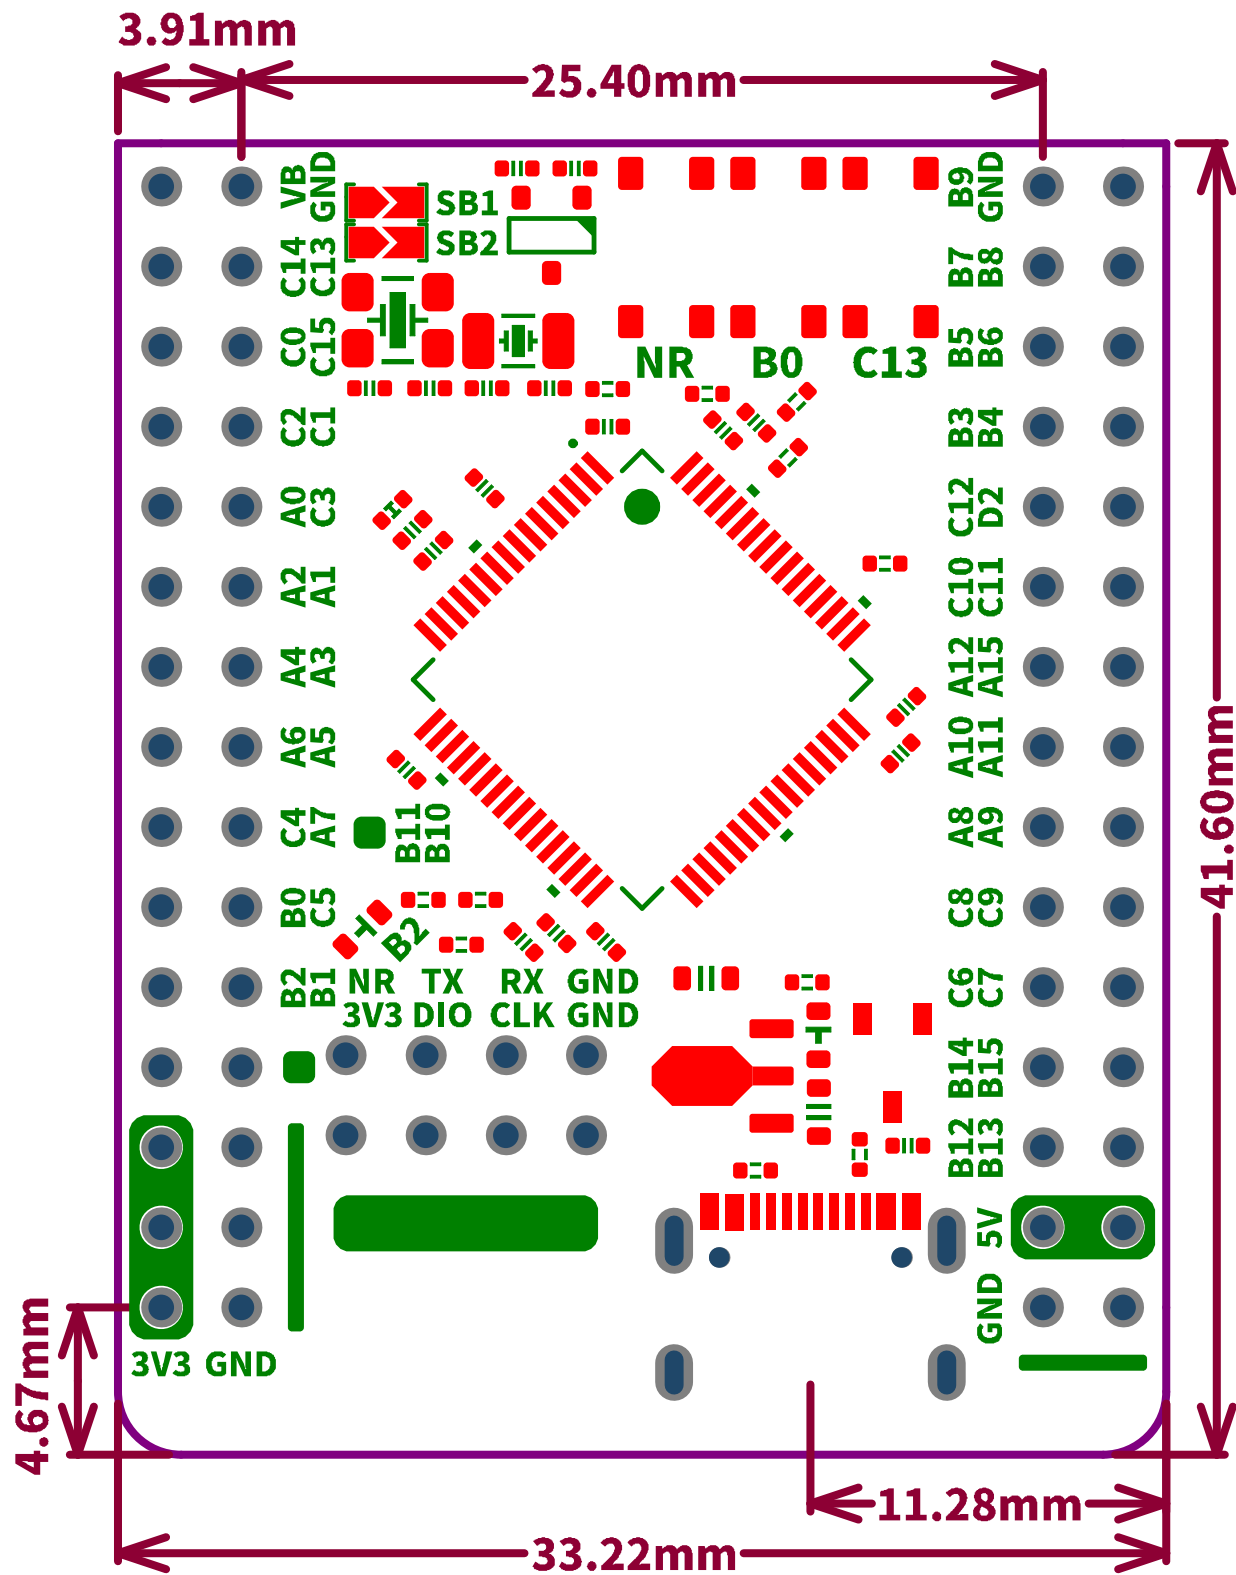 3.91mm
25.40mm
VB
GND
SB1
SB2
B9
GND
C14
C13
B7
B8
C0
C15
NR B0 C13
B5
B6
C2
C1
B3
B4
A0
C3
C12
D2
A2
A1
C10
C11
A4
A3
A12
A15
A6
A5
A10
A11
41.60mm
C4
A7
B11
B10
A8
A9
B0
C5
B2
C8
C9
B2
B1
NR TX RX GND
3V3 DIO CLK GND
C6
C7
B14
B15
B12
B13
5V
GND
3V3 GND
4.67mm
11.28mm
33.22mm